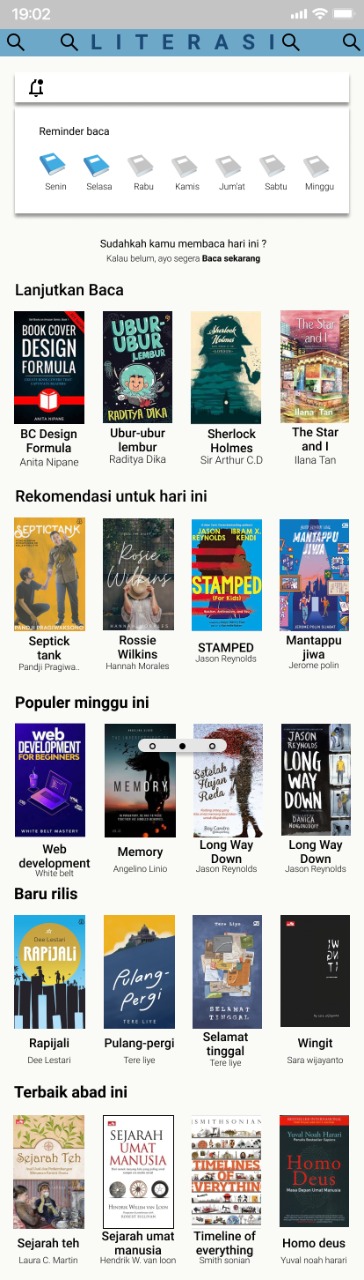 19:02
LITERASI
Reminder baca
Senin Selasa Rabu Kamis Jum'at Sabtu Minggu
Sudahkah kamu membaca hari ini ?
Kalau belum, ayo segera Baca sekarang
Lanjutkan Baca
BOOK COVER
DESIGN
FORMULA
ANITA NIPANE
UBUR-
UBUR
LEMBUR
RADITYA DIKA
Sherlock
Holmes
The Star
and I
Ilana Tan
BC Design
Formula
Anita Nipane
Ubur-ubur
lembur
Raditya Dika
Sherlock
Holmes
Sir Arthur C.D
The Star
and I
Ilana Tan
Rekomendasi untuk hari ini
SEPTICTANK
PANDJI PRAGIWAKSONO
Rosie
Wilkins
JASON
REYNOLDS
IBRAM X.
KENDI
STAMPED
(For Kids)
MANTAPPU
JIWA
JEROME POLIN SIJABAT
Septick
tank
Pandji Pragiwa..
Rossie
Wilkins
Hannah Morales
STAMPED
Jason Reynolds
Mantappu
jiwa
Jerome polin
Populer minggu ini
web
DEVELOPMENT
FOR BEGINNERS
WHITE BELT MASTERY
MEMORY
Setelah
Hujan
Reda
Boy Candra
JASON
REYNOLDS
LONG
WAY
DOWN
DANICA
NOVGORODOFF
Web
development
White belt
Memory
Angelino Linio
Long Way
Down
Jason Reynolds
Long Way
Down
Jason Reynolds
Baru rilis
Dee Lestari
RAPIJALI
Pulang-
Pergi
TERE LIYE
Tere Liye
SELAMAT
TINGGAL
Rapijali
Dee Lestari
Pulang-pergi
Tere liye
Selamat
tinggal
Tere liye
Wingit
Sara wijayanto
Terbaik abad ini
Sejarah Teh
SEJARAH
UMAT
MANUSIA
HENDRIK WILLEM VAN LOON
SMITHSONIAN
TIMELINES
OF
EVERYTHING
Yuval Noah Harari
Homo
Deus
Masa Depan Umat Manusia
Sejarah teh
Laura C. Martin
Sejarah umat
manusia
Hendrik W. van loon
Timeline of
everything
Smith sonian
Homo deus
Yuval noah harari